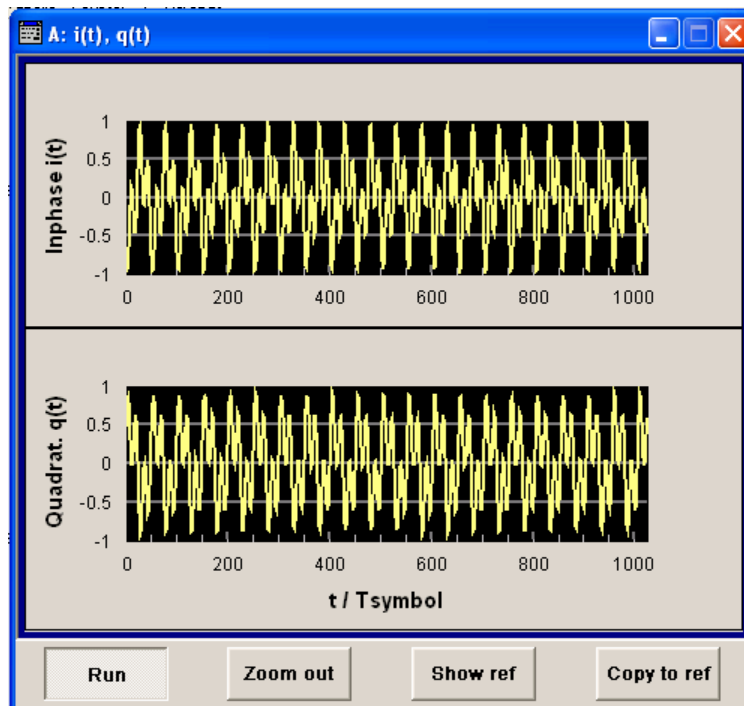 A: i(t), q(t)
Inphase i(t)
1
0.5
0
-0.5
-1
0 200 400 600 800 1000
Quadrat. q(t)
1
0.5
0
-0.5
-1
0 200 400 600 800 1000
t / Tsymbol
Run Zoom out Show ref Copy to ref